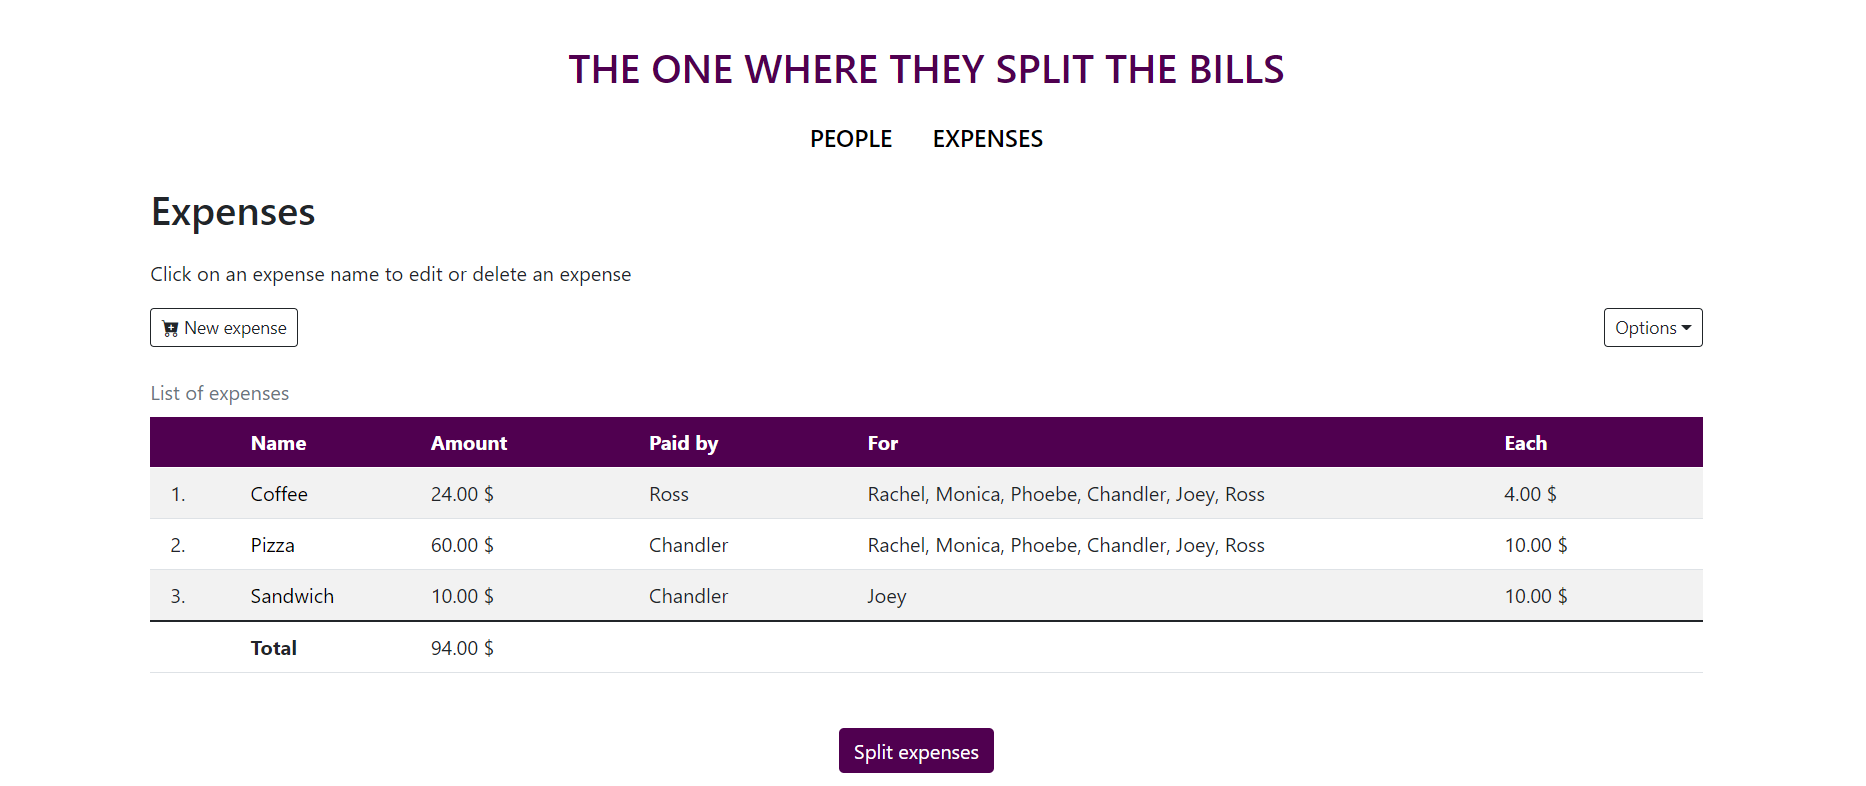 THE ONE WHERE THEY SPLIT THE BILLS
PEOPLE EXPENSES
Expenses
Click on an expense name to edit or delete an expense
New expense Options
List of expenses
Name Amount Paid by For Each
1. Coffee 24.00 $ Ross Rachel, Monica, Phoebe, Chandler, Joey, Ross 4.00 $
2. Pizza 60.00 $ Chandler Rachel, Monica, Phoebe, Chandler, Joey, Ross 10.00 $
3. Sandwich 10.00 $ Chandler Joey 10.00 $
Total 94.00 $
Split expenses